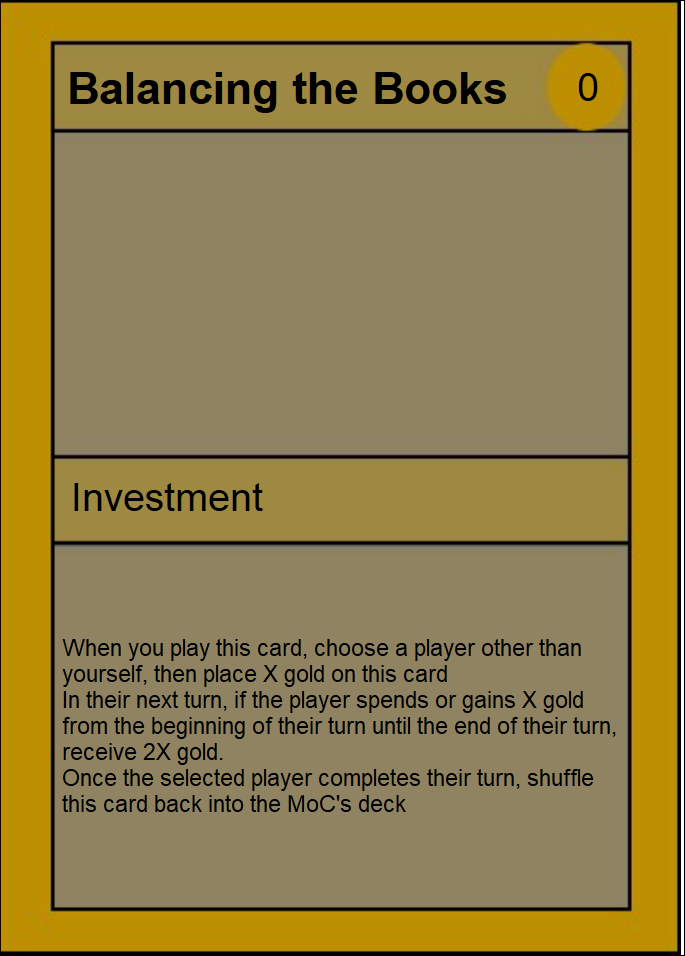 Balancing the Books
0
Investment
When you play this card, choose a player other than
yourself, then place X gold on this card
In their next turn, if the player spends or gains X gold
from the beginning of their turn until the end of their turn,
receive 2X gold.
Once the selected player completes their turn, shuffle
this card back into the MoC's deck